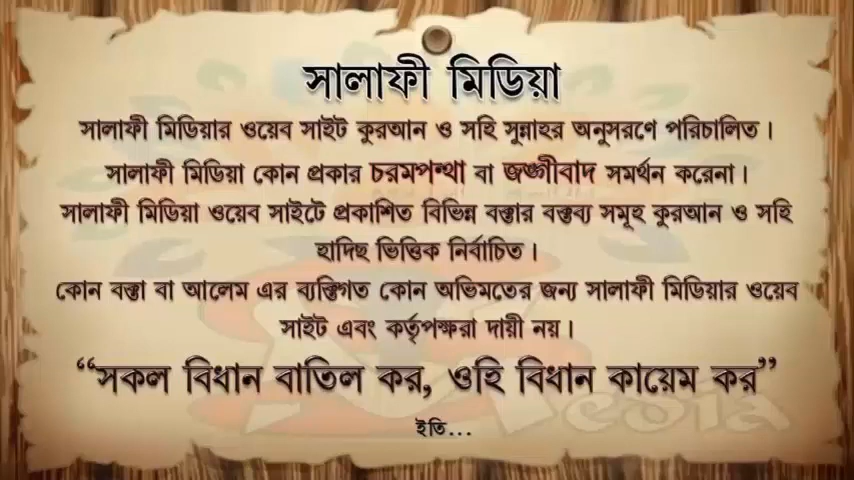 সালাফী মিডিয়া
সালাফী মিডিয়ার ওয়েব সাইট কুরআন ও সহি সুন্নাহর অনুসরণে পরিচালিত।
সালাফী মিডিয়া কোন প্রকার চরমপন্থা বা জঙ্গীবাদ সমর্থন করেনা।
সালাফী মিডিয়া ওয়েব সাইটে প্রকাশিত বিভিন্ন বক্তার বক্তব্য সমূহ কুরআন ও সহি
হাদিছ ভিত্তিক নির্বাচিত।
কোন বক্তা বা আলেম এর ব্যক্তিগত কোন অভিমতের জন্য সালাফী মিডিয়ার ওয়েব
সাইট এবং কর্তৃপক্ষরা দায়ী নয়।
“সকল বিধান বাতিল কর, ওহি বিধান কায়েম কর”
ইতি...